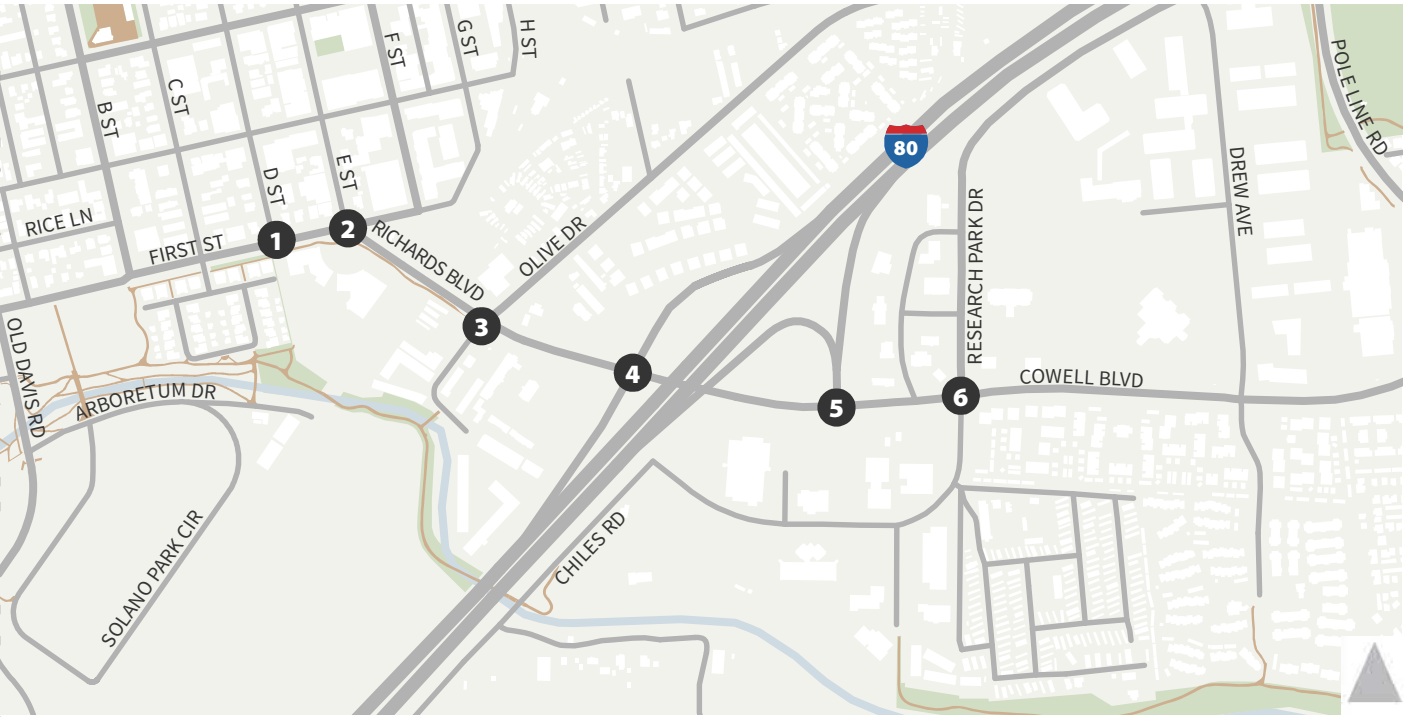 H ST
G ST
F ST
POLE LINE RD
C ST
B ST
80
E ST
D ST
DREW AVE
RICE LN
FIRST ST
1
2
RICHARDS BLVD
OLIVE DR
RESEARCH PARK DR
3
OLD DAVIS RD
4
COWELL BLVD
ARBORETUM DR
5
6
CHILES RD
SOLANO PARK CIR